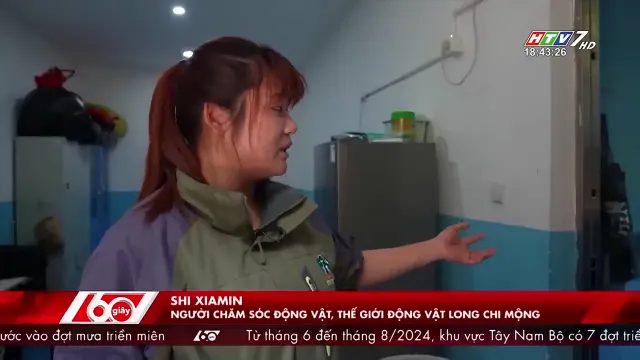 HTV7 HD
18:43:26
SHI XIAMIN
60 giây
NGƯỜI CHĂM SÓC ĐỘNG VẬT, THẾ GIỚI ĐỘNG VẬT LONG CHI MỘNG
ước vào đợt mưa triền miên 60 Từ tháng 6 đến tháng 8/2024, khu vực Tây Nam Bộ có 7 đợt tri